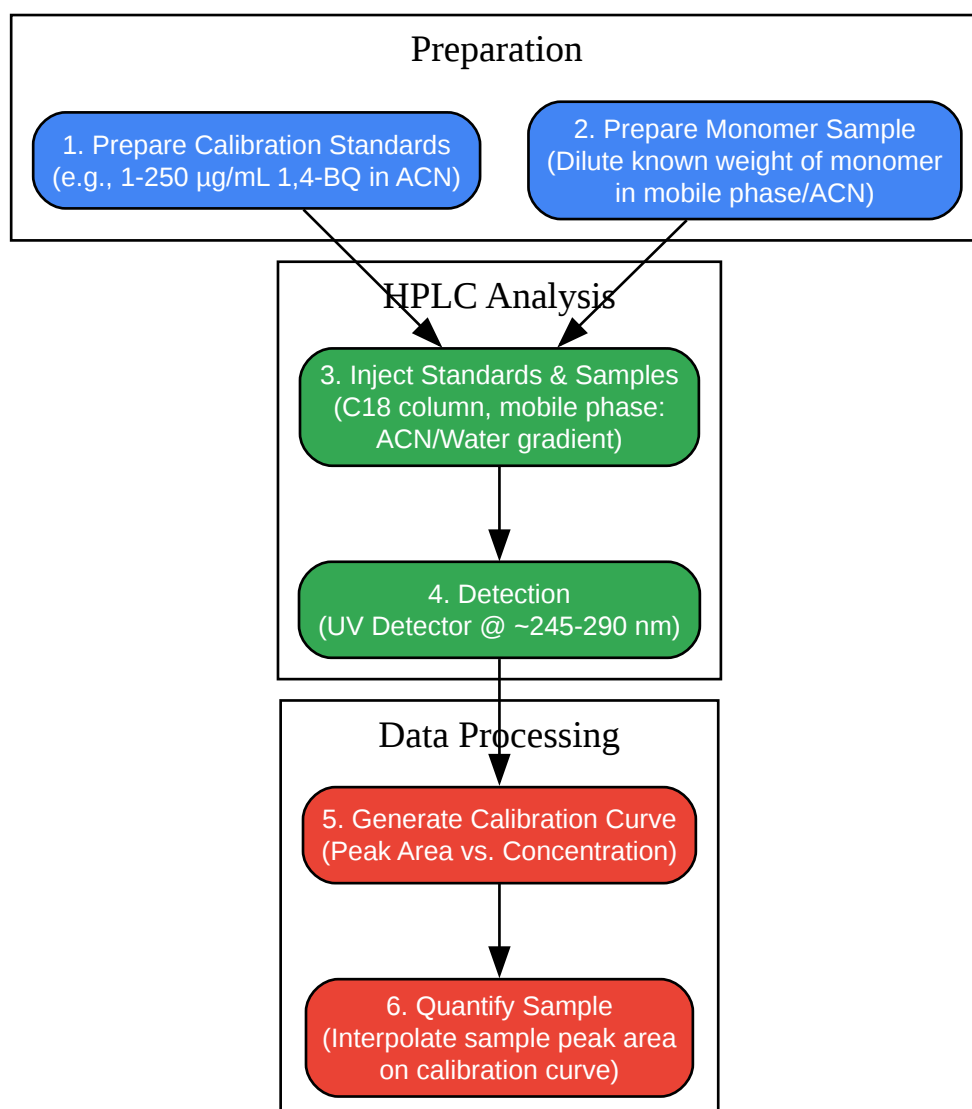 Preparation
1. Prepare Calibration Standards
(e.g., 1-250 µg/mL 1,4-BQ in ACN)
2. Prepare Monomer Sample
(Dilute known weight of monomer
in mobile phase/ACN)
HPLC Analysis
3. Inject Standards & Samples
(C18 column, mobile phase:
ACN/Water gradient)
4. Detection
(UV Detector @ ~245-290 nm)
Data Processing
5. Generate Calibration Curve
(Peak Area vs. Concentration)
6. Quantify Sample
(Interpolate sample peak area
on calibration curve)